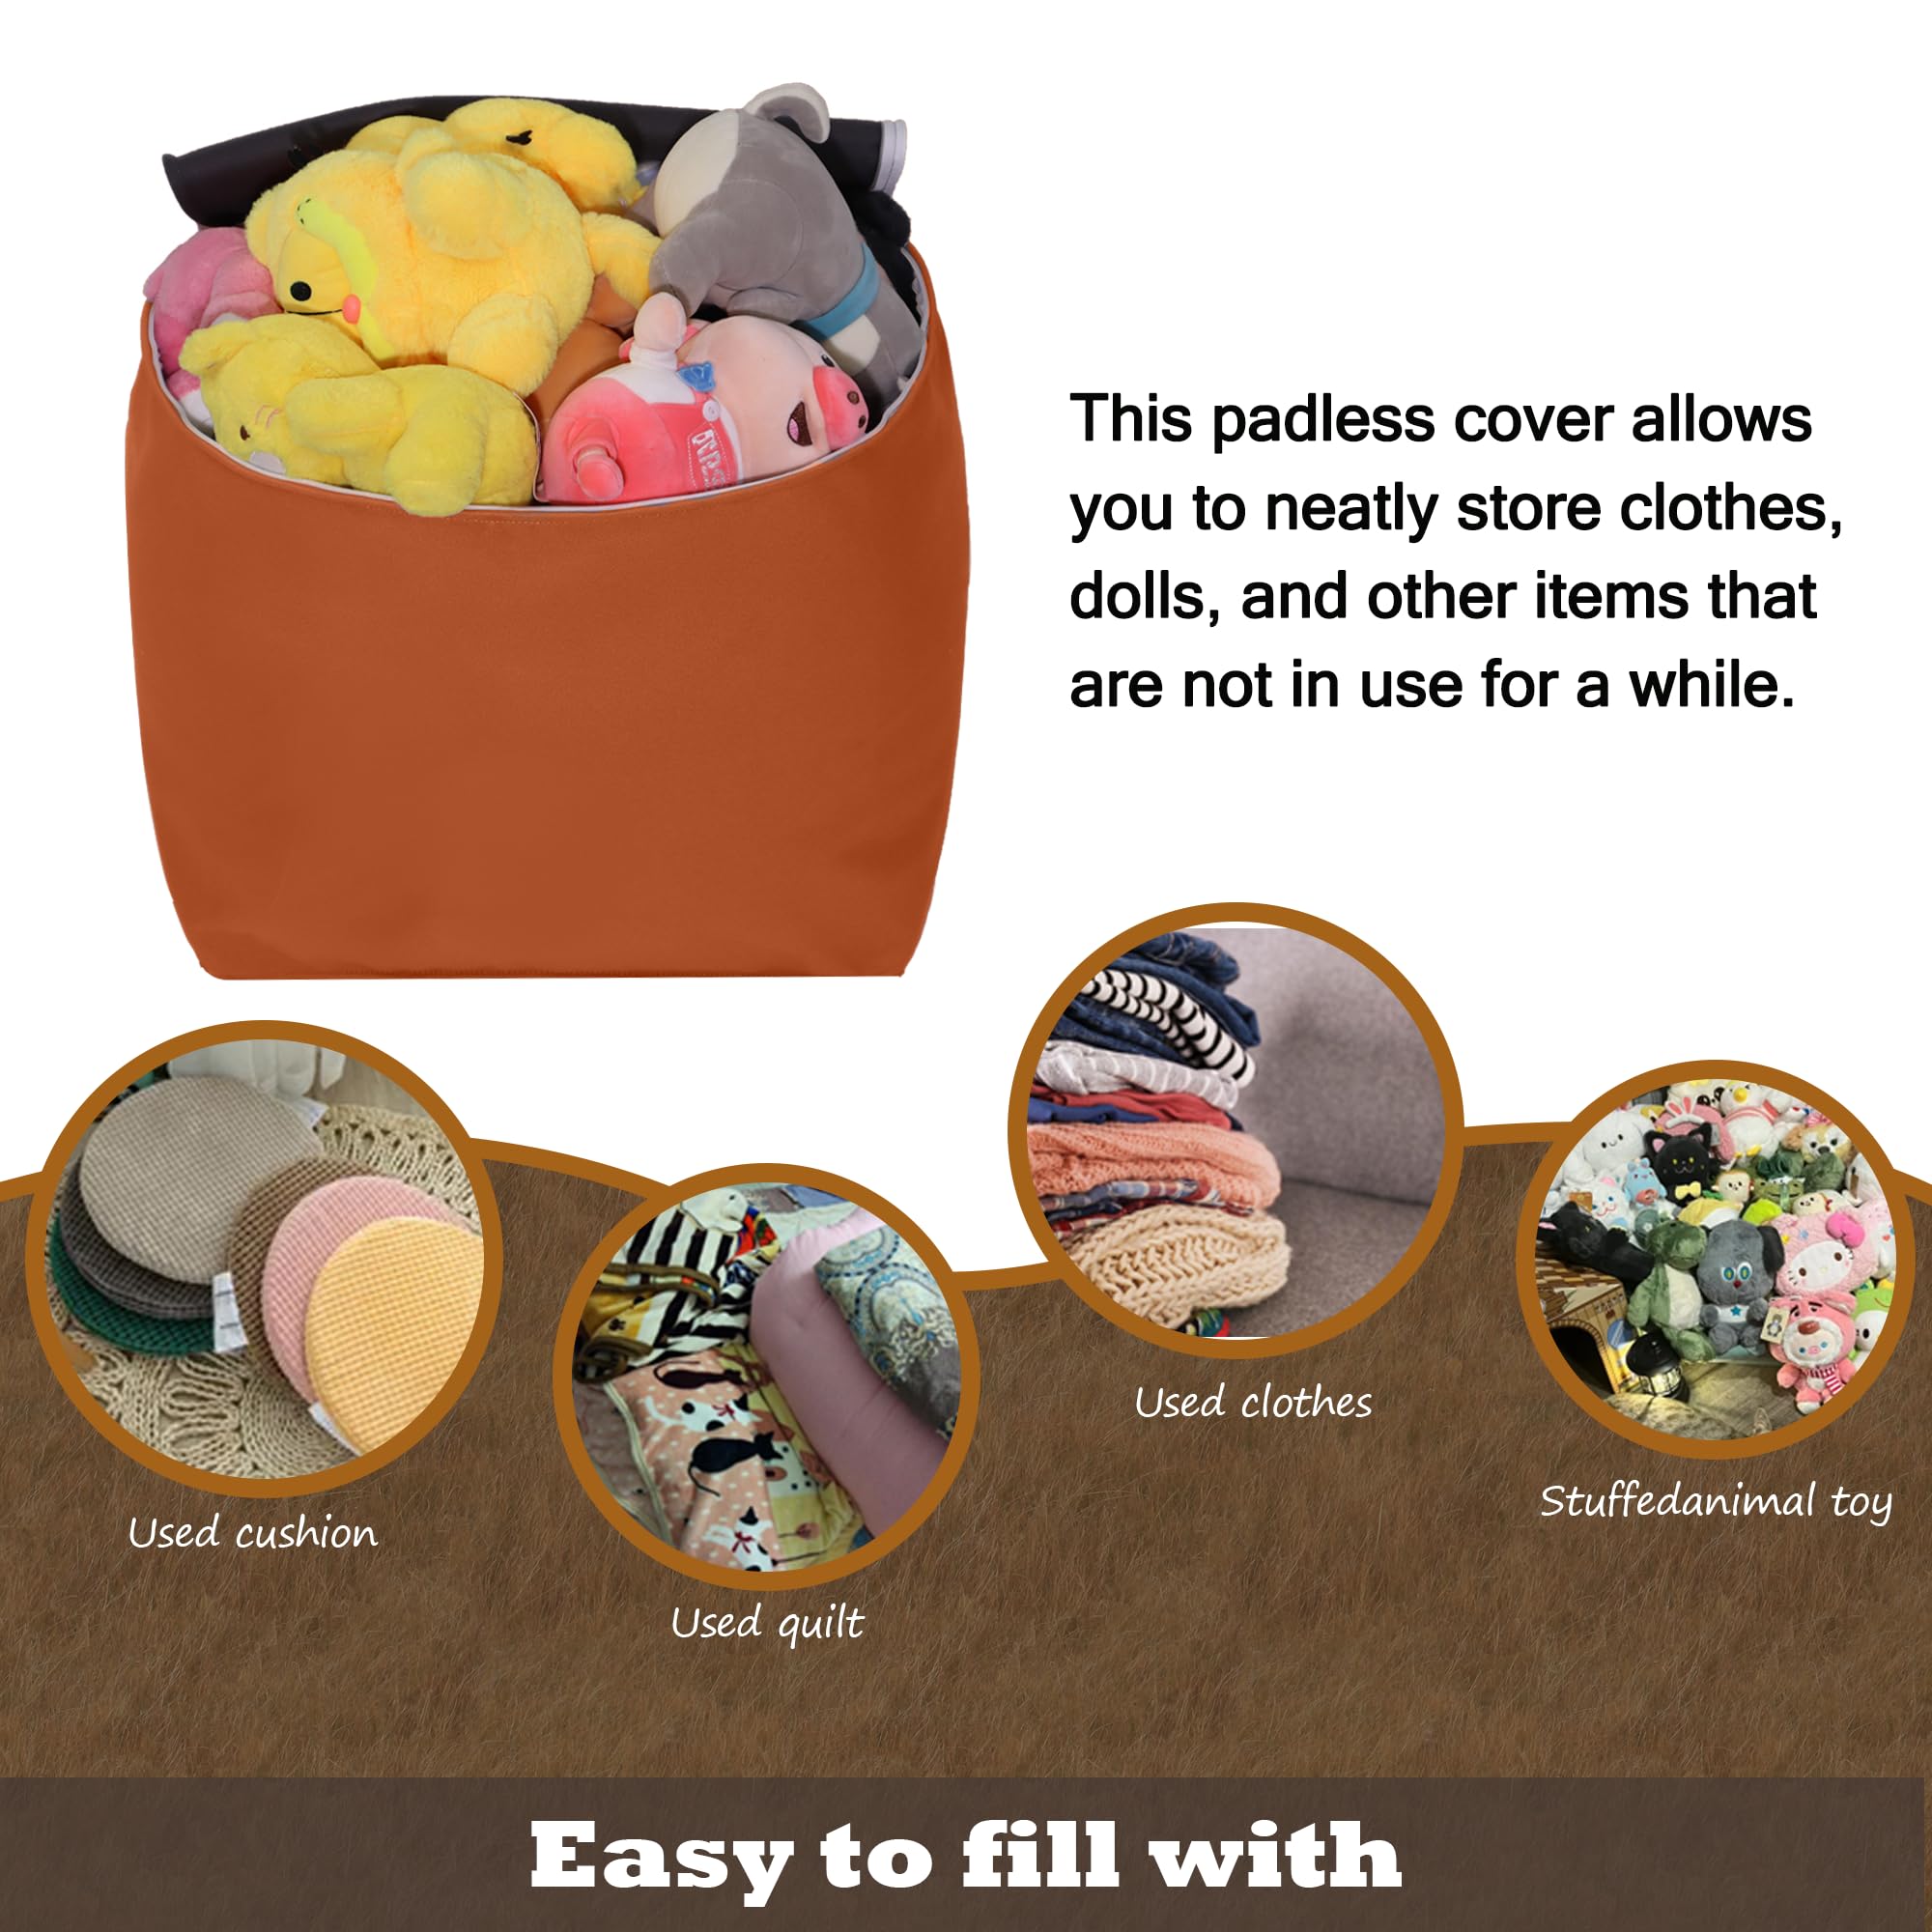 This padless cover allows
you to neatly store clothes,
dolls, and other items that
are not in use for a while.
Used clothes
Stuffedanimal toy
Used cushion
Used quilt
Easy to fill with